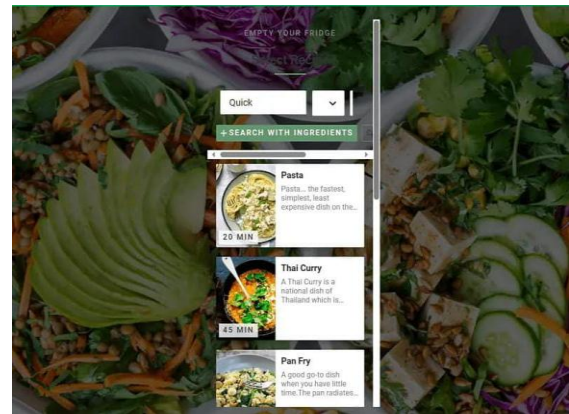 EMPTY YOUR FRIDGE
Quick
+SEARCH WITH INGREDIENTS
Pasta
Pasta... the fastest,
simplest, least
expensive dish on the...
20 MIN
Thai Curry
A Thai Curry is a
national dish of
Thailand which is...
45 MIN
Pan Fry
A good go-to dish
when you have little
time.The pan radiates...